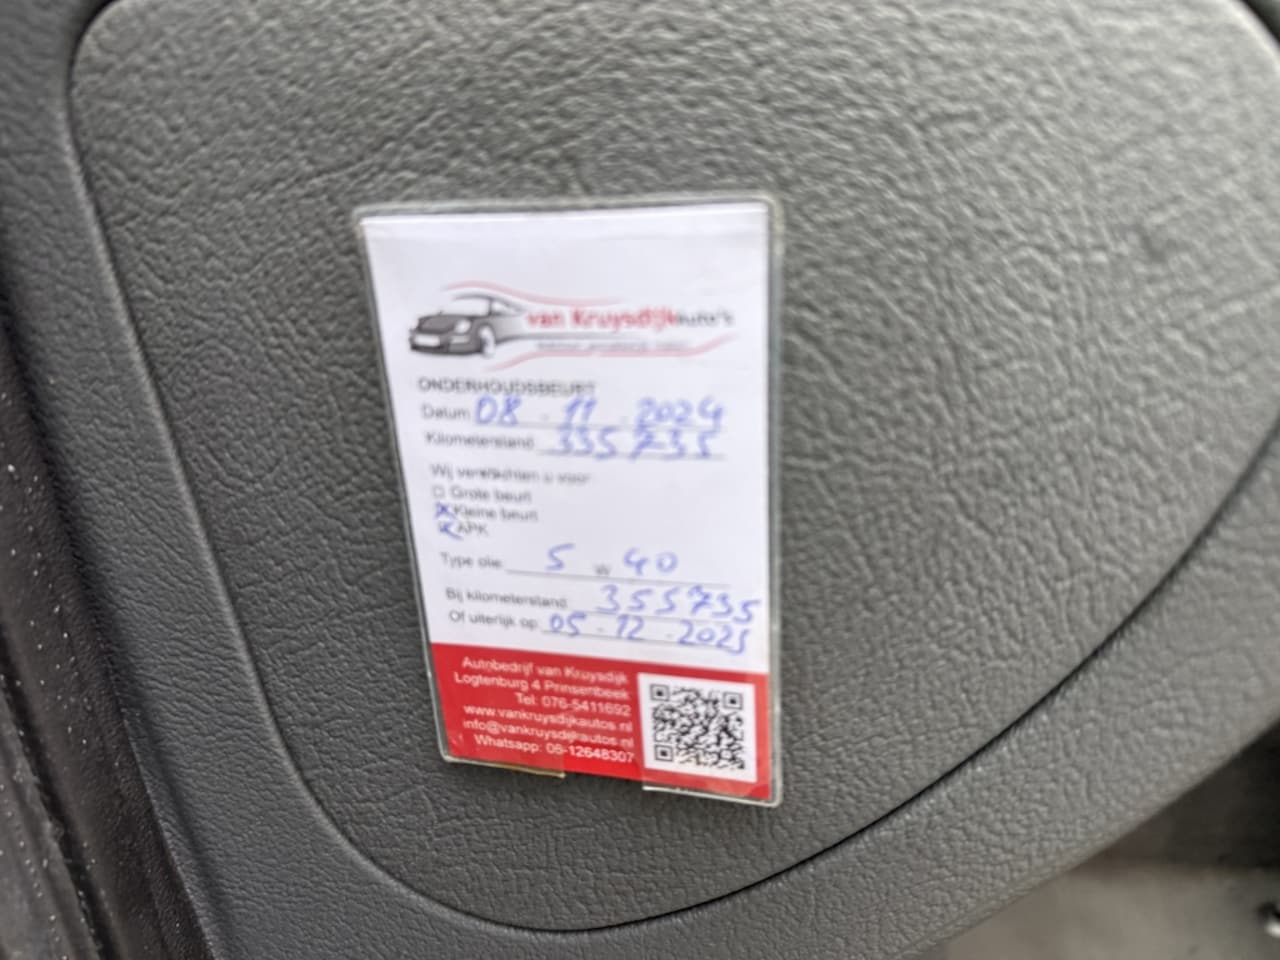 van Kruysdijk auto's
ONDERHOUDSBEURT
Datum 08 . 11 . 2024
Kilometerstand 335735
Wij verrichten u voor
Grote beurt
Kleine beurt
APK
Type olie: 5 W 40
Bij kilometerstand: 355735
Of uiterlijk op: 05 - 12 - 2025
Autobedrijf van Kruysdijk
Logtenburg 4 Prinsenbeek
Tel: 076-5411692
www.vankruysdijkautos.nl
info@vankruysdijkautos.nl
Whatsapp: 06-12648307